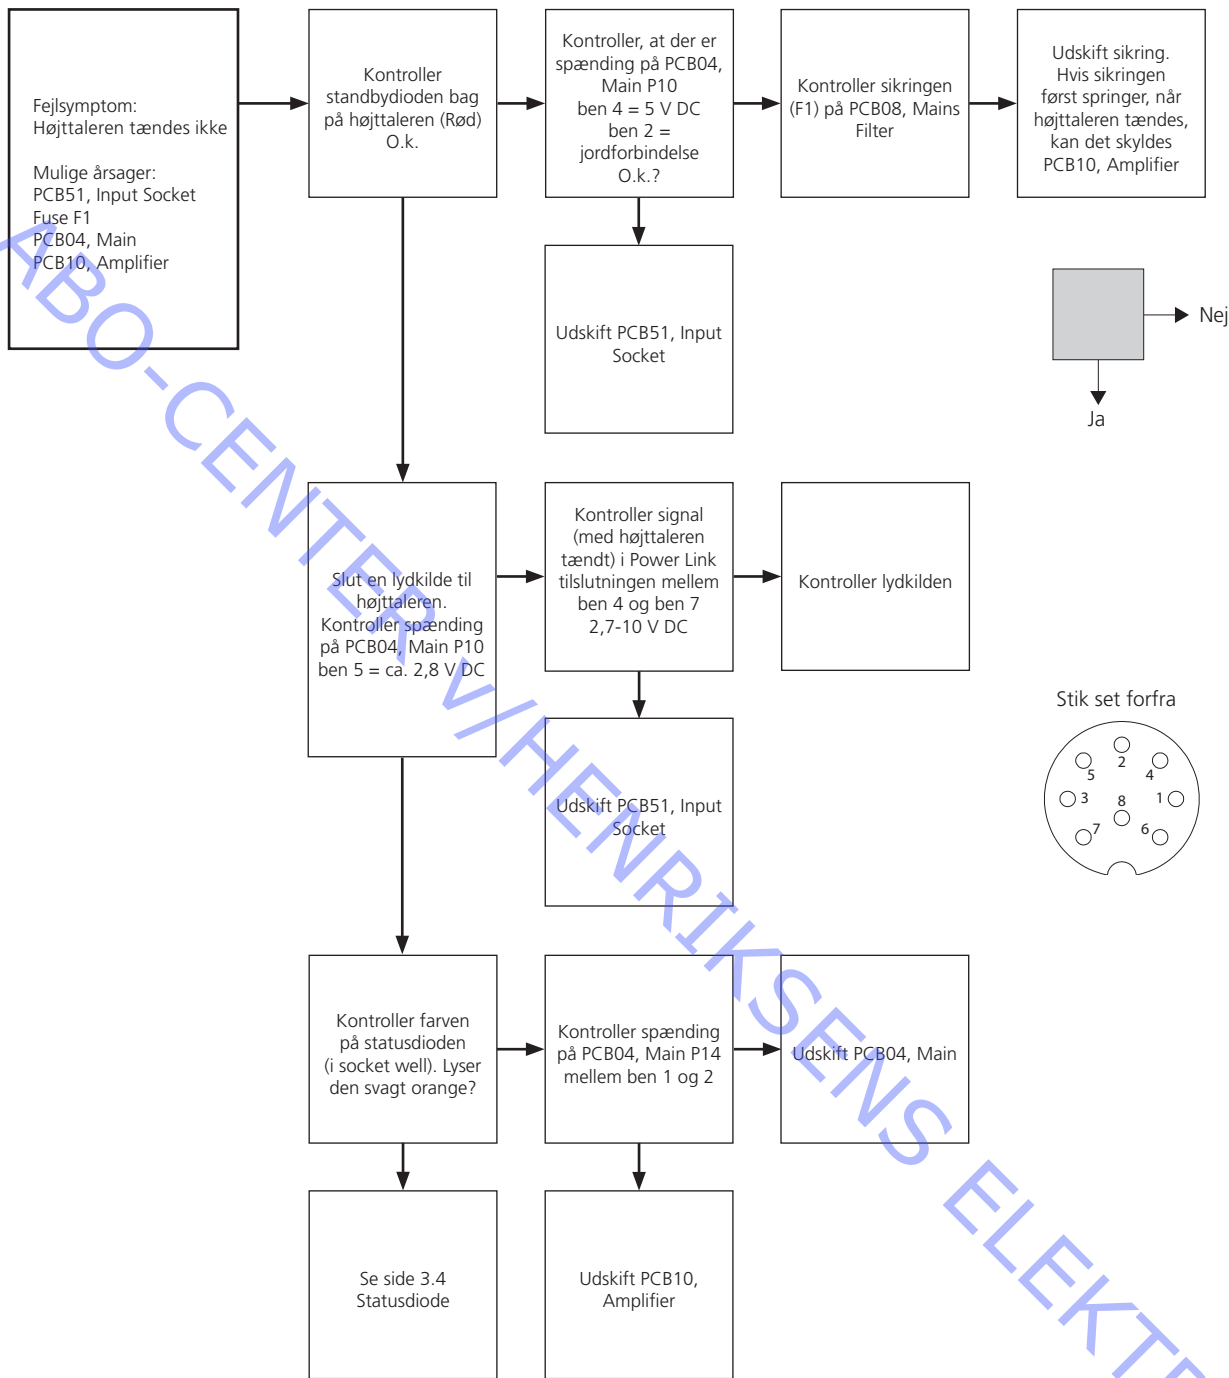 Fejlsymptom:
Højttaleren tændes ikke
Mulige årsager:
PCB51, Input Socket
Fuse F1
PCB04, Main
PCB10, Amplifier
Kontroller
standbydioden bag
på højttaleren (Rød)
O.k.
Kontroller, at der er
spænding på PCB04,
Main P10
ben 4 = 5 V DC
ben 2 =
jordforbindelse
O.k.?
Kontroller sikringen
(F1) på PCB08, Mains
Filter
Udskift sikring.
Hvis sikringen
først springer, når
højttaleren tændes,
kan det skyldes
PCB10, Amplifier
Udskift PCB51, Input
Socket
Nej
Ja
Slut en lydkilde til
højttaleren.
Kontroller spænding
på PCB04, Main P10
ben 5 = ca. 2,8 V DC
Kontroller signal
(med højttaleren
tændt) i Power Link
tilslutningen mellem
ben 4 og ben 7
2,7-10 V DC
Kontroller lydkilden
Udskift PCB51, Input
Socket
Stik set forfra
2
5
4
3
8
1
7
6
Kontroller farven
på statusdioden
(i socket well). Lyser
den svagt orange?
Kontroller spænding
på PCB04, Main P14
mellem ben 1 og 2
Udskift PCB04, Main
Se side 3.4
Statusdiode
Udskift PCB10,
Amplifier
ABO-CENTER v/HENRIKSENS ELEKT